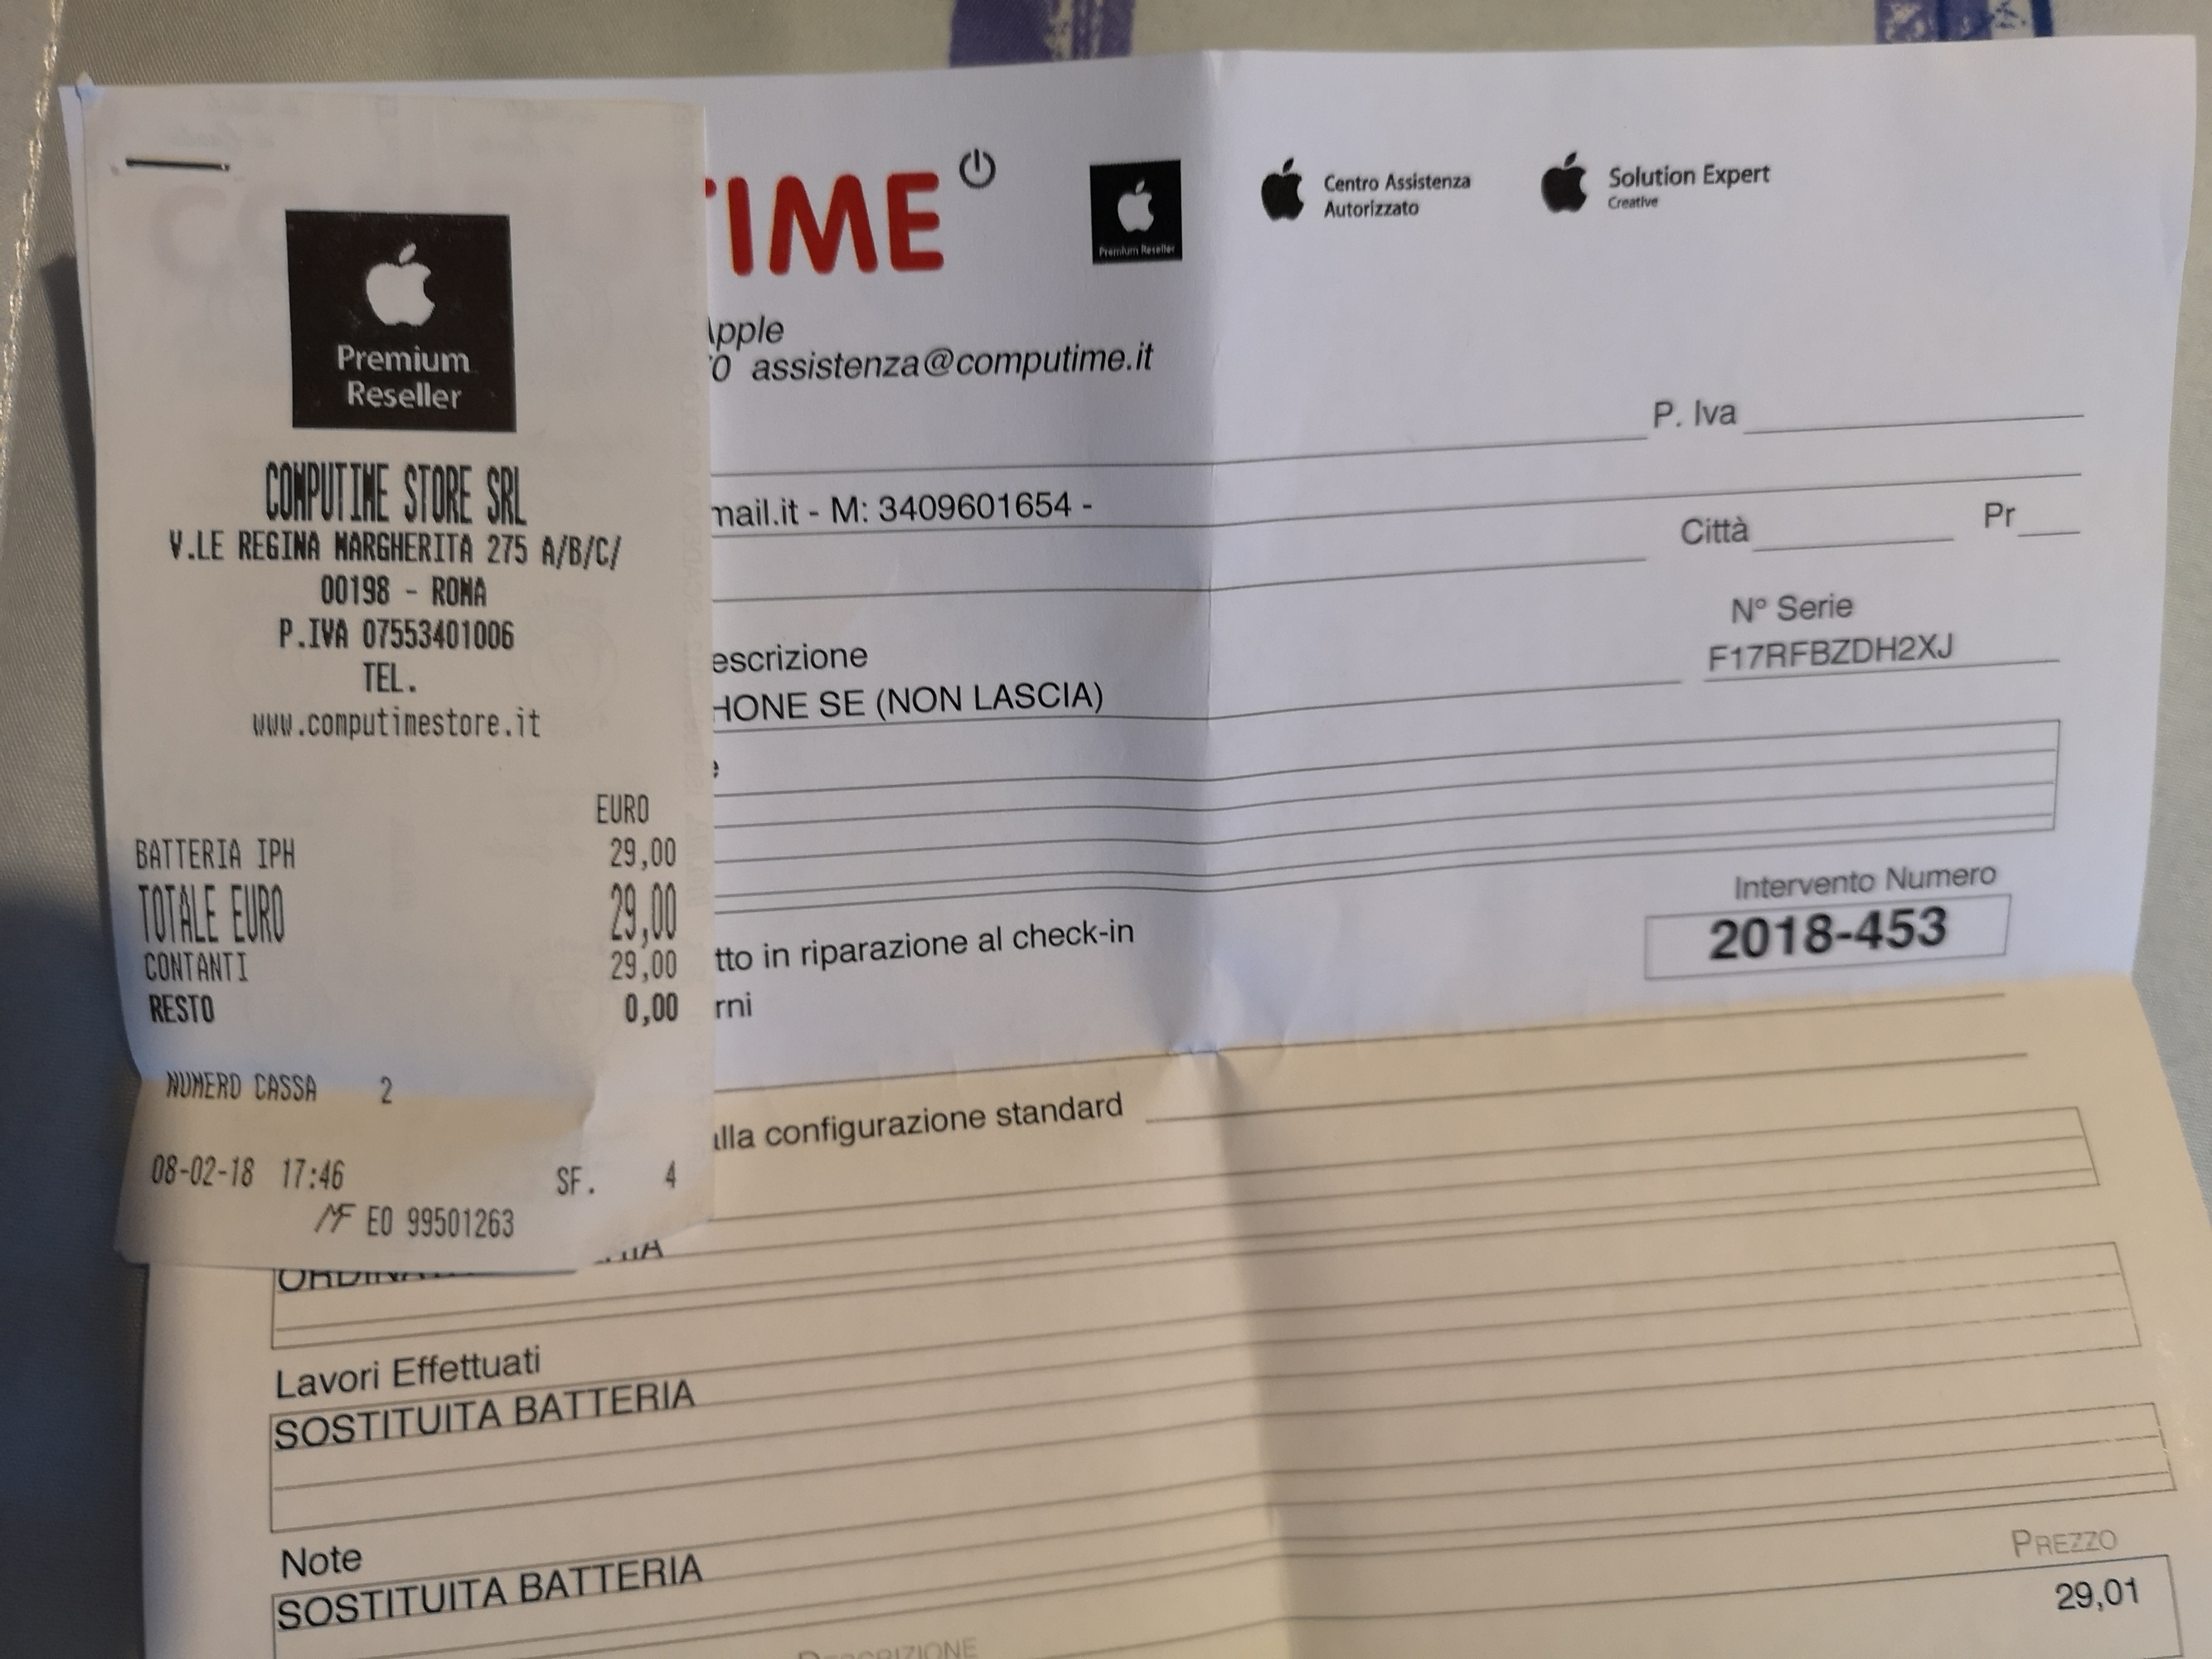 Premium
Reseller
COMPUTIME STORE SRL
V.LE REGINA MARGHERITA 275 A/B/C/
00198 - ROMA
P.IVA 07553401006
TEL.
www.computimestore.it
EURO
BATTERIA IPH 29,00
TOTALE EURO 29,00
CONTANTI 29,00
RESTO 0,00
NUMERO CASSA 2
08-02-18 17:46 SF. 4
MF EO 99501263
TIME
Premium Reseller
Centro Assistenza
Autorizzato
Solution Expert
Creative
Apple
0 assistenza@computime.it
P. Iva
mail.it - M: 3409601654 -
Città Pr
escrizione N° Serie
HONE SE (NON LASCIA) F17RFBZDH2XJ
Intervento Numero
2018-453
tto in riparazione al check-in
rni
alla configurazione standard
Lavori Effettuati
SOSTITUITA BATTERIA
Note
SOSTITUITA BATTERIA
PREZZO
29,01
DESCRIZIONE